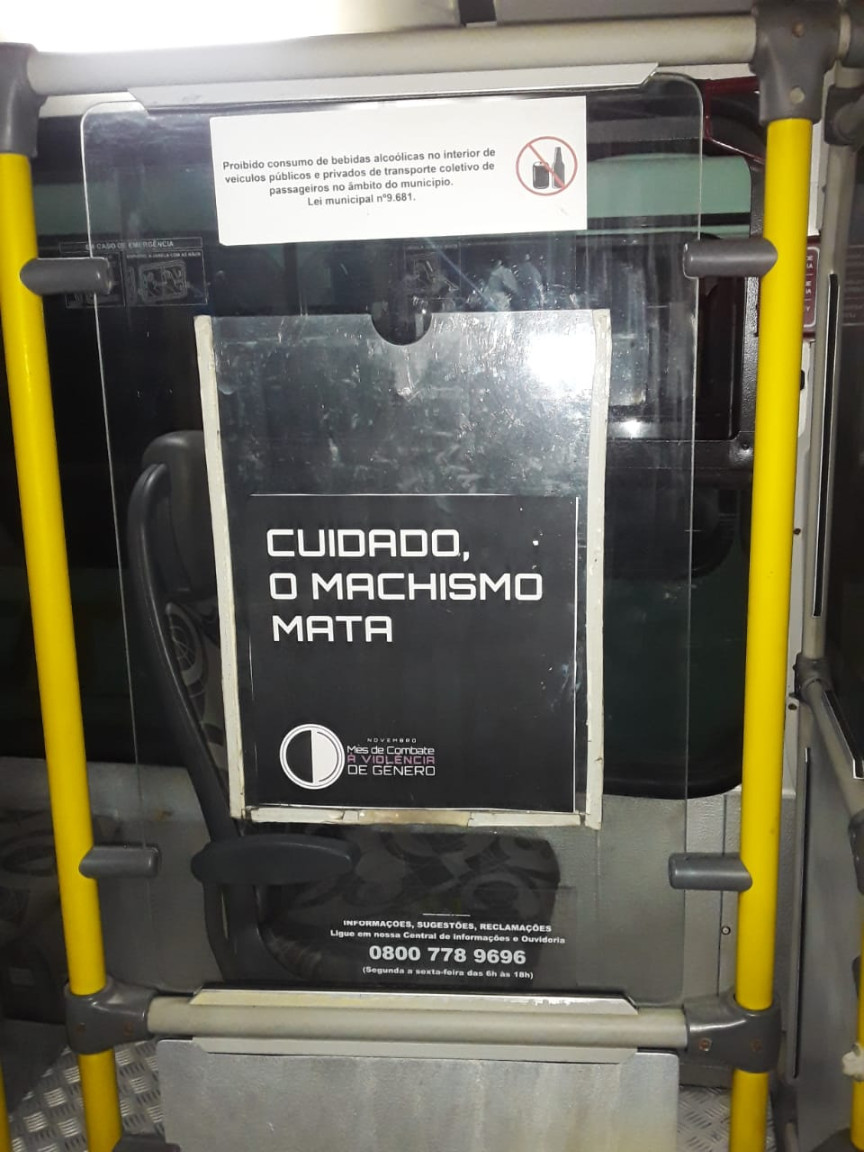 Proibido consumo de bebidas alcoólicas no interior de
veículos públicos e privados de transporte coletivo de
passageiros no âmbito do municipio.
Lei municipal nº9.681.
EM CASO DE EMERGÊNCIA
CUIDADO,
O MACHISMO
MATA
NOVEMBRO
Mês de Combate
À VIOLÊNCIA
DE GÊNERO
INFORMAÇÕES, SUGESTÕES, RECLAMAÇÕES
Ligue em nossa Central de Informações e Ouvidoria
0800 778 9696
(Segunda a sexta-feira das 6h às 18h)